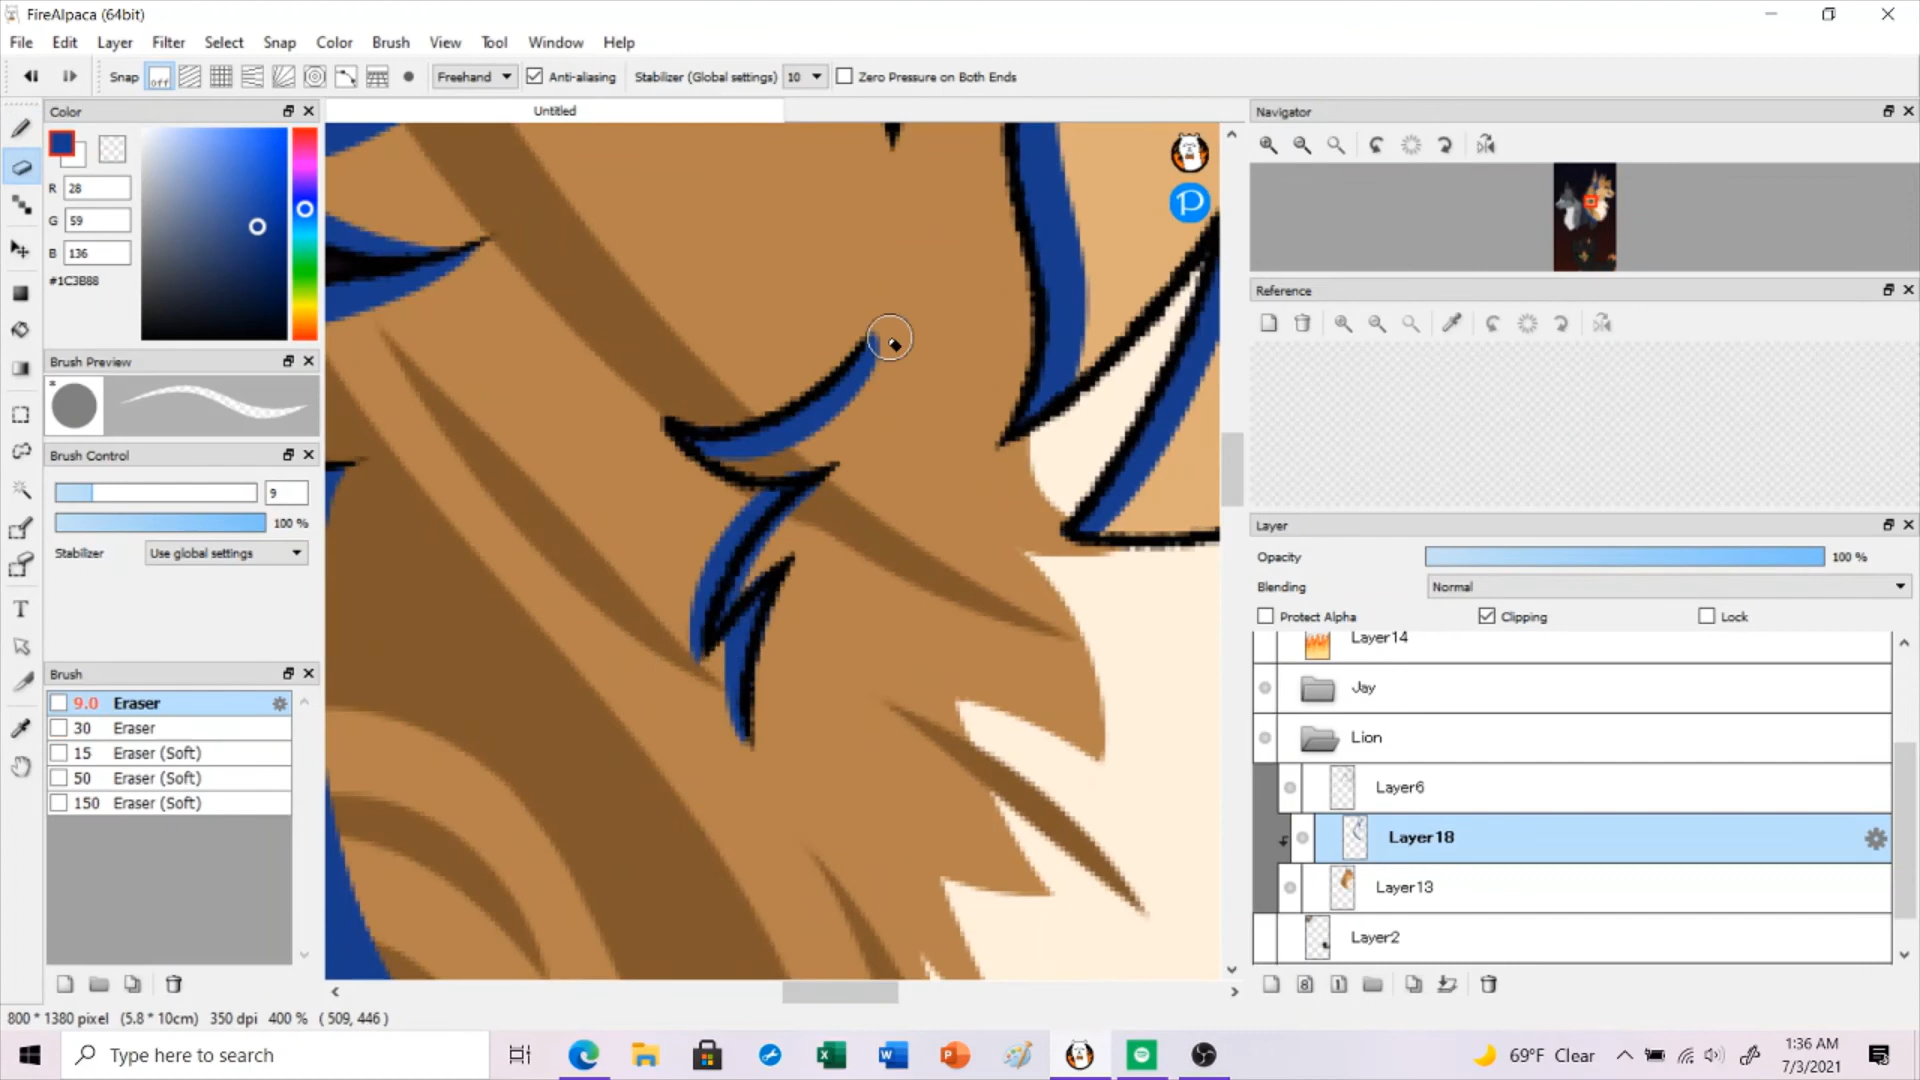 FireAlpaca (64bit)
File Edit Layer Filter Select Snap Color Brush View Tool Window Help
Snap off Freehand Anti-aliasing Stabilizer (Global settings) 10 Zero Pressure on Both Ends
Color
Untitled
Navigator
R 28
G 59
B 136
#1C3B88
Reference
Brush Preview
*
Brush Control
9
100 %
Stabilizer Use global settings
Layer
Opacity 100 %
Blending Normal
Protect Alpha Clipping Lock
Layer14
Jay
Lion
Layer6
Layer18
Layer13
Layer2
Brush
9.0 Eraser
30 Eraser
15 Eraser (Soft)
50 Eraser (Soft)
150 Eraser (Soft)
T
P
8
1
800 * 1380 pixel (5.8 * 10cm) 350 dpi 400 % ( 509, 446 )
Type here to search
69°F Clear
1:36 AM
7/3/2021